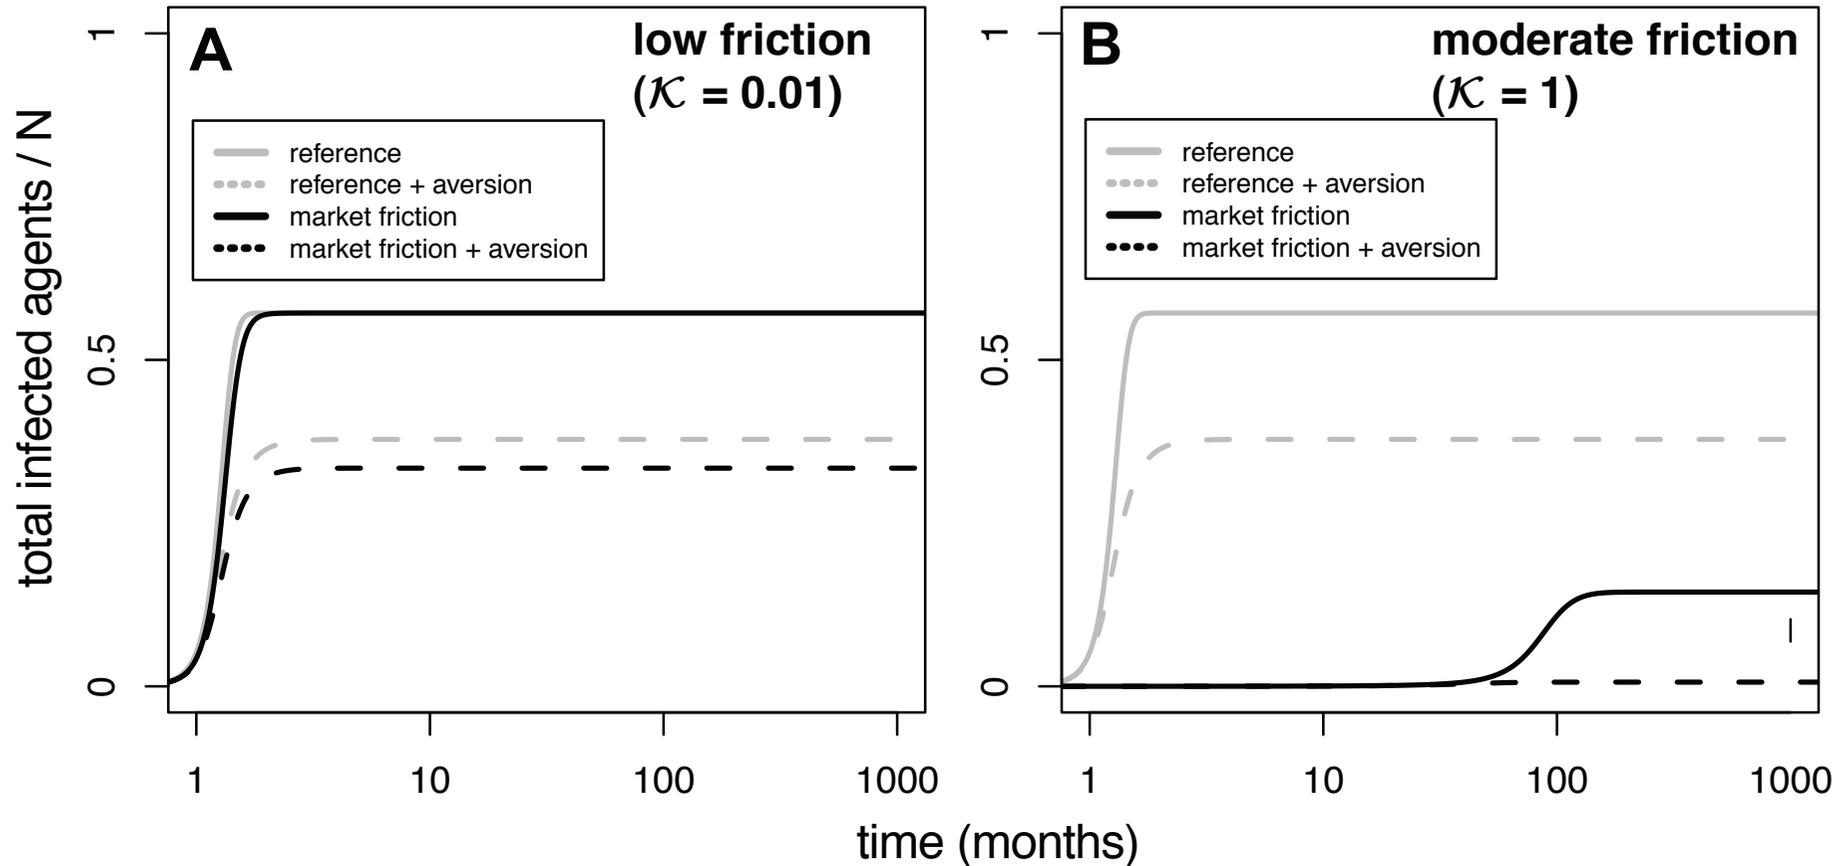 A
low friction
(𝒦 = 0.01)
reference
reference + aversion
market friction
market friction + aversion
1
0.5
0
1
10
100
1000
total infected agents / N
B
moderate friction
(𝒦 = 1)
reference
reference + aversion
market friction
market friction + aversion
1
0.5
0
1
10
100
1000
time (months)